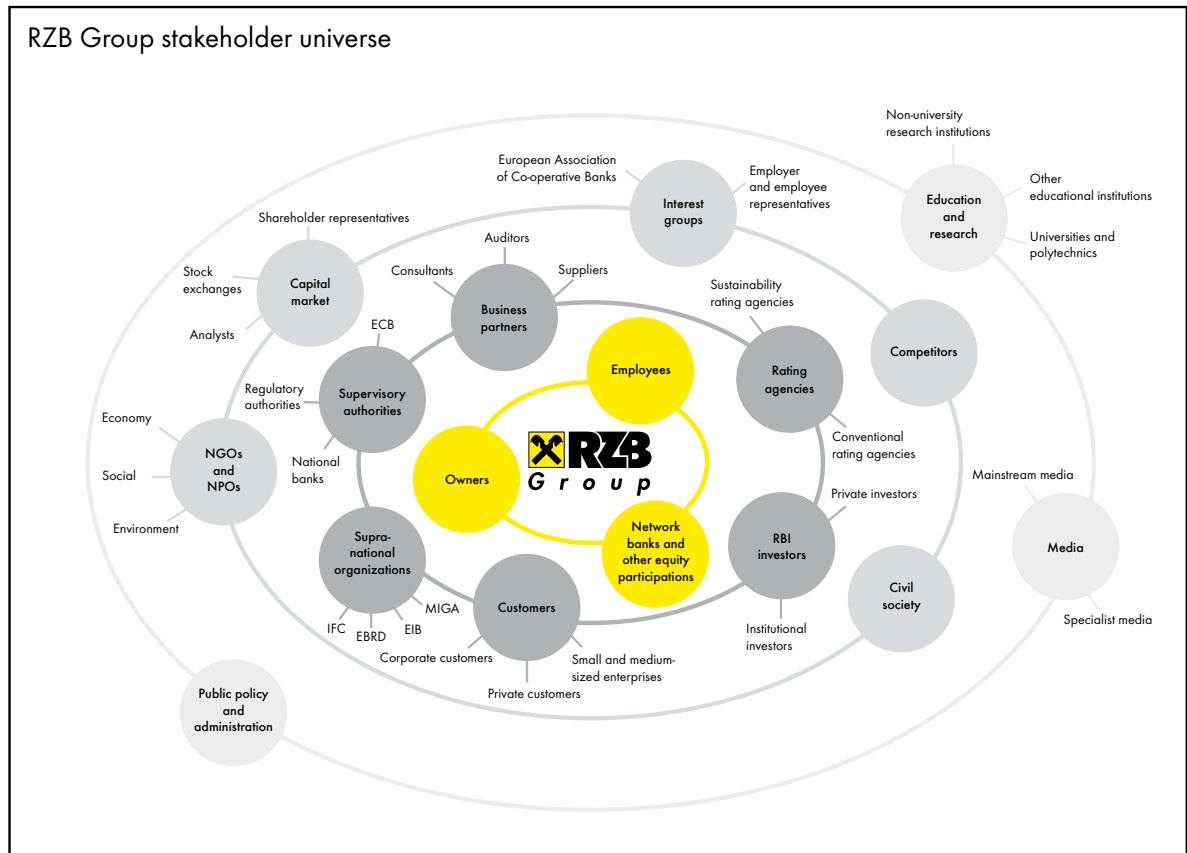 RZB Group stakeholder universe
Non-university
research institutions
Education
and
research
Other
educational institutions
Universities and
polytechnics
European Association
of Co-operative Banks
Interest
groups
Employer
and employee
representatives
Shareholder representatives
Capital
market
Stock
exchanges
Analysts
Auditors
Consultants
Suppliers
Business
partners
Sustainability
rating agencies
Rating
agencies
Conventional
rating agencies
Competitors
ECB
Supervisory
authorities
Regulatory
authorities
National
banks
Employees
Owners
RZB
Group
Network
banks and
other equity
participations
Economy
NGOs
and
NPOs
Social
Environment
Supra-
national
organizations
IFC
EBRD
EIB
MIGA
Customers
Corporate customers
Private customers
Small and medium-
sized enterprises
Private investors
RBI
investors
Institutional
investors
Civil
society
Mainstream media
Media
Specialist media
Public policy
and
administration